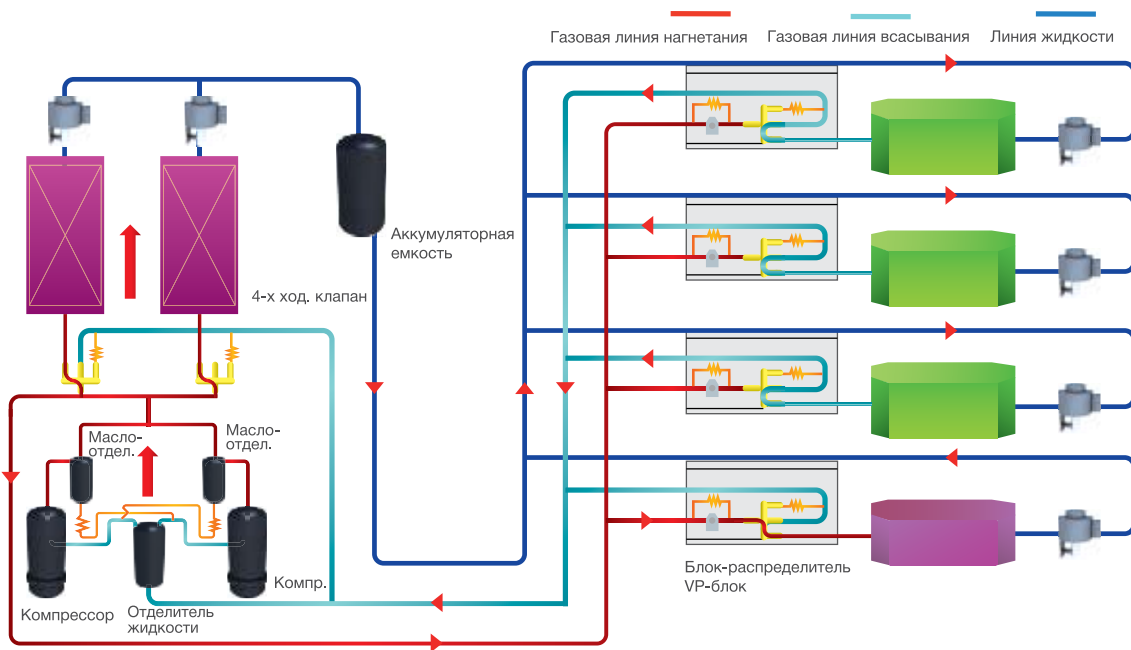 Газовая линия нагнетания
Газовая линия всасывания
Линия жидкости
Аккумуляторная
емкость
4-х ход. клапан
Масло-
отдел.
Масло-
отдел.
Компрессор
Отделитель
жидкости
Компр.
Блок-распределитель
VP-блок